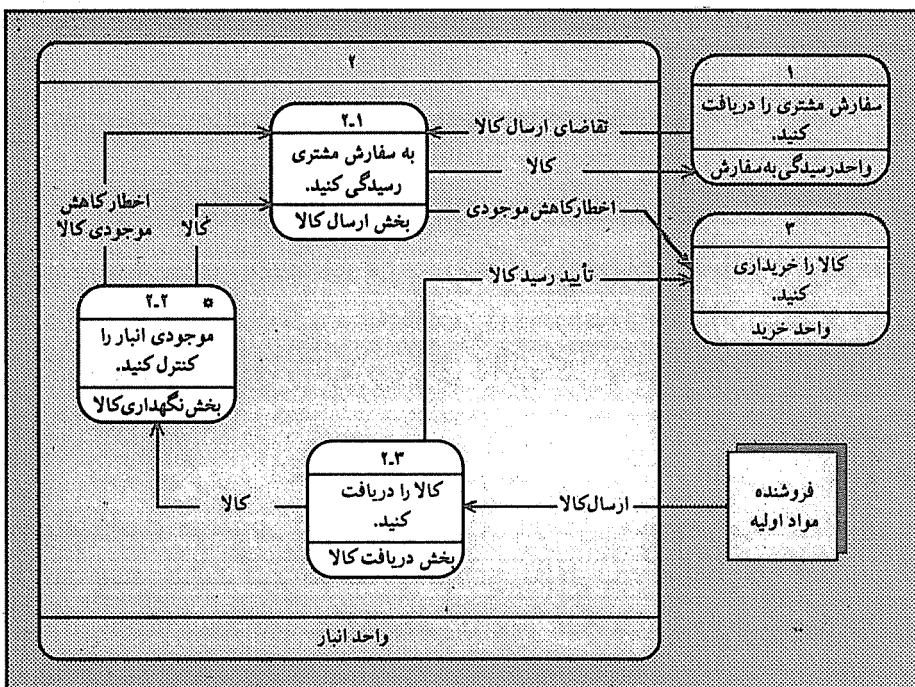 ۲
۱
سفارش مشتری را دریافت
کنید.
واحد رسیدگی به سفارش
تقاضای ارسال کالا
کالا
اخطار کاهش موجودی
۲-۱
به سفارش مشتری
رسیدگی کنید.
بخش ارسال کالا
اخطار کاهش
موجودی کالا
کالا
۳
کالا را خریداری
کنید.
واحد خرید
تأیید رسید کالا
۲-۲ *
موجودی انبار را
کنترل کنید.
بخش نگهداری کالا
۲-۳
کالا را دریافت
کنید.
بخش دریافت کالا
کالا
ارسال کالا
فروشنده
مواد اولیه
واحد انبار